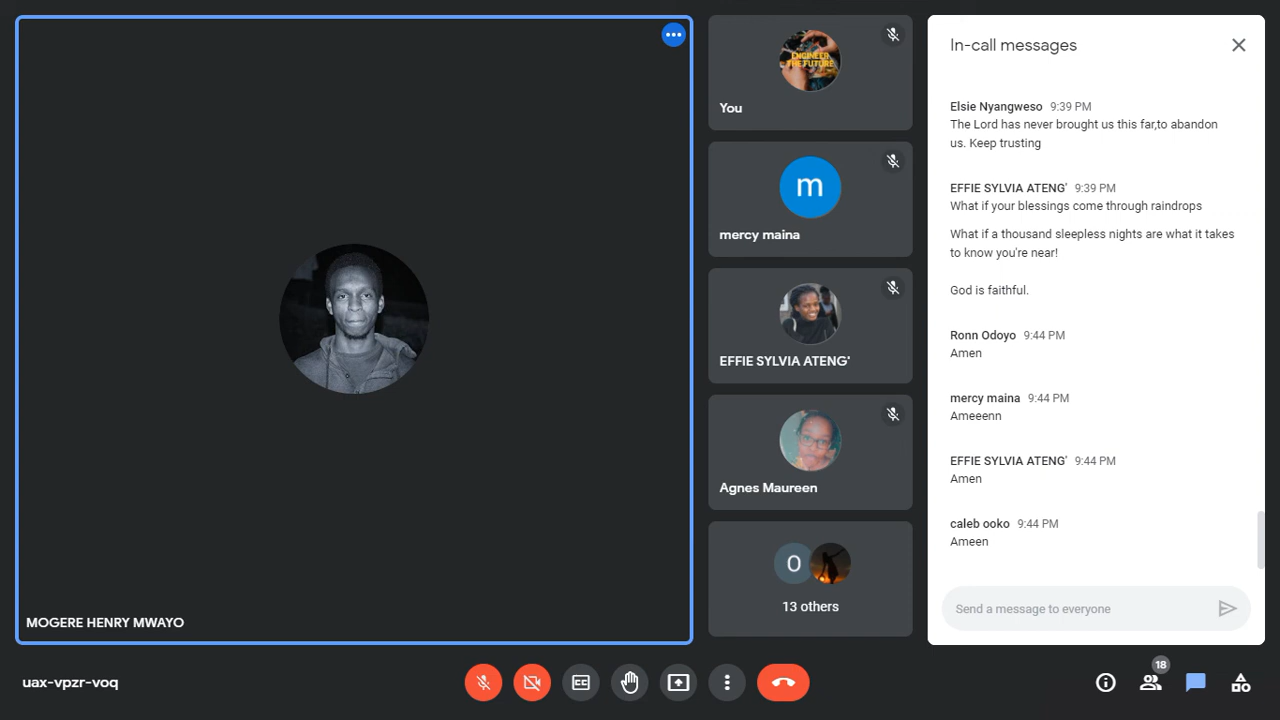 You
ENGINEER
THE FUTURE
m
mercy maina
EFFIE SYLVIA ATENG'
Agnes Maureen
O
13 others
MOGERE HENRY MWAYO
In-call messages
Elsie Nyangweso 9:39 PM
The Lord has never brought us this far,to abandon
us. Keep trusting
EFFIE SYLVIA ATENG' 9:39 PM
What if your blessings come through raindrops
What if a thousand sleepless nights are what it takes
to know you're near!
God is faithful.
Ronn Odoyo 9:44 PM
Amen
mercy maina 9:44 PM
Ameeenn
EFFIE SYLVIA ATENG' 9:44 PM
Amen
caleb ooko 9:44 PM
Ameen
Send a message to everyone
uax-vpzr-voq
CC
18